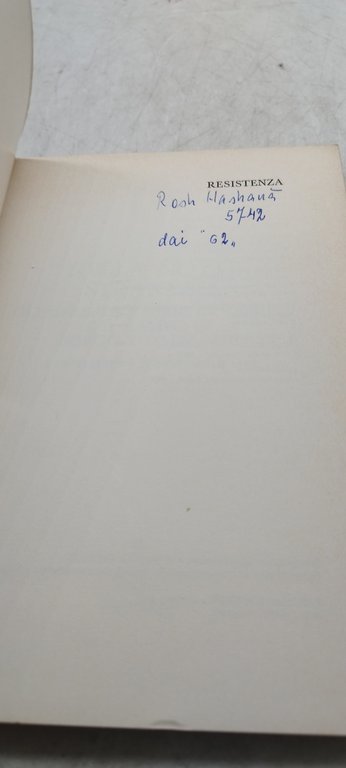 RESISTENZA
Rosh Hashanà
5742
dai "G2"